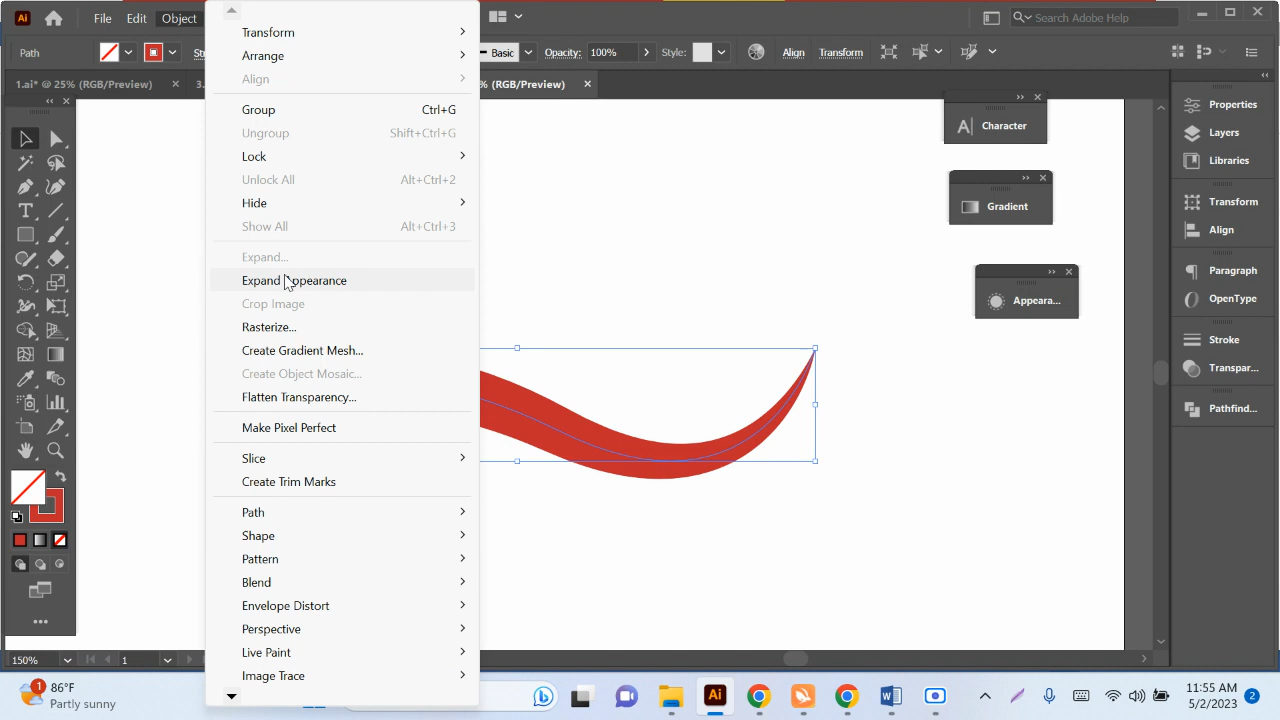 Ai File Edit Object
Search Adobe Help
Path
Basic Opacity: 100% Style: Align Transform
1.ai* @ 25% (RGB/Preview) × % (RGB/Preview) ×
Transform
Arrange
Align
Group Ctrl+G
Ungroup Shift+Ctrl+G
Lock
Unlock All Alt+Ctrl+2
Hide
Show All Alt+Ctrl+3
Expand...
Expand Appearance
Crop Image
Rasterize...
Create Gradient Mesh...
Create Object Mosaic...
Flatten Transparency...
Make Pixel Perfect
Slice
Create Trim Marks
Path
Shape
Pattern
Blend
Envelope Distort
Perspective
Live Paint
Image Trace
Character
Gradient
Appeara...
Properties
Layers
Libraries
Transform
Align
Paragraph
OpenType
Stroke
Transpar...
Pathfind...
150% 1
1 86°F
Partly sunny
Ai
11:55 AM
5/2/2023 2